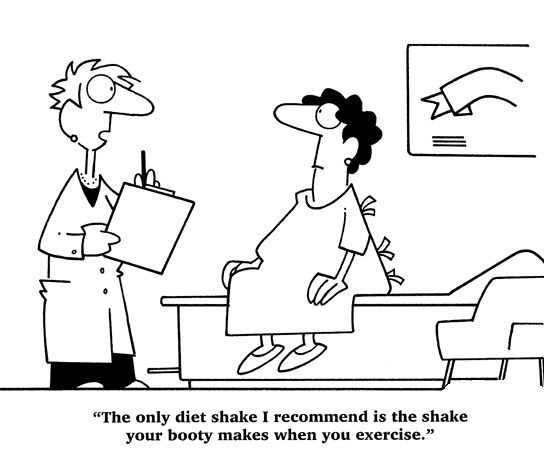 “The only diet shake I recommend is the shake
your booty makes when you exercise.”